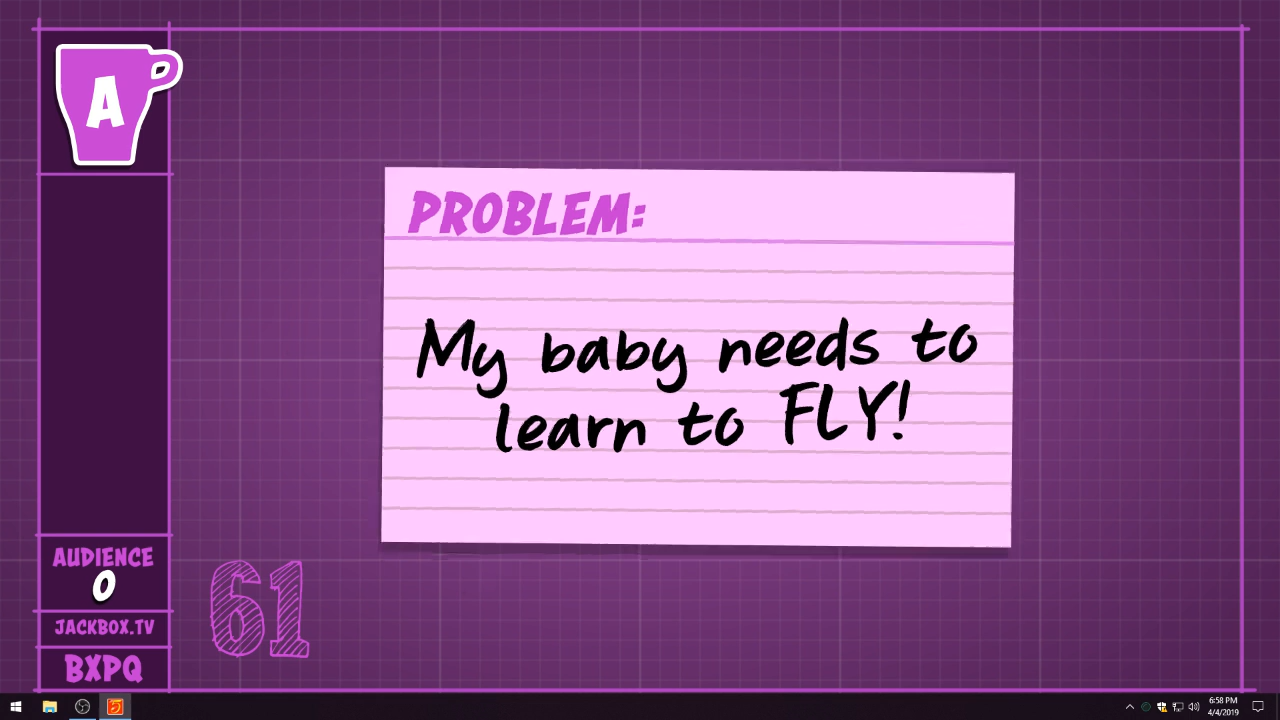 A
PROBLEM:
My baby needs to
learn to FLY!
AUDIENCE
0
JACKBOX.TV
BXPQ
61
6:58 PM
4/4/2019